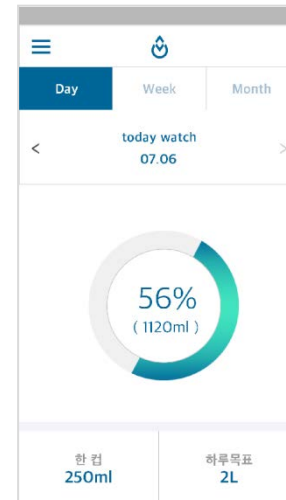 Day Week Month
<
today watch
>
07.06
56%
( 1120ml )
한 컵
250ml
하루목표
2L